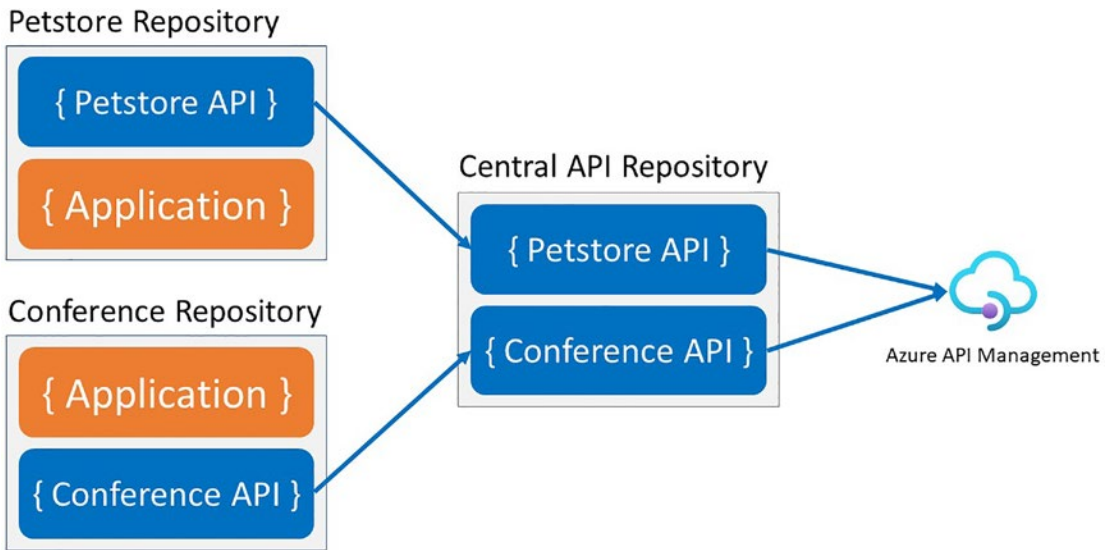 Petstore Repository
{ Petstore API }
{ Application }
Conference Repository
{ Application }
{ Conference API }
Central API Repository
{ Petstore API }
{ Conference API }
Azure API Management